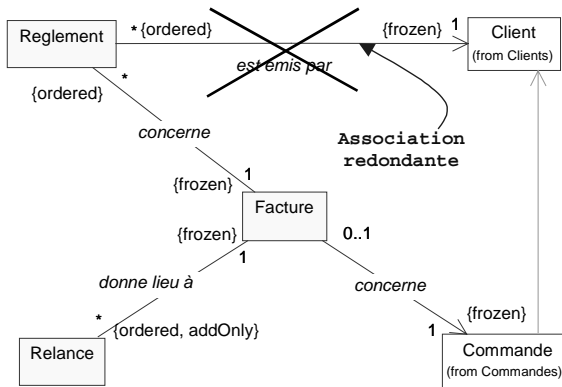 Reglement
* {ordered}
{frozen} 1
Client
(from Clients)
est émis par
*
{ordered}
concerne
Association
redondante
1
{frozen}
Facture
{frozen}
1
0..1
donne lieu à
concerne
*
{ordered, addOnly}
{frozen}
1
Relance
Commande
(from Commandes)